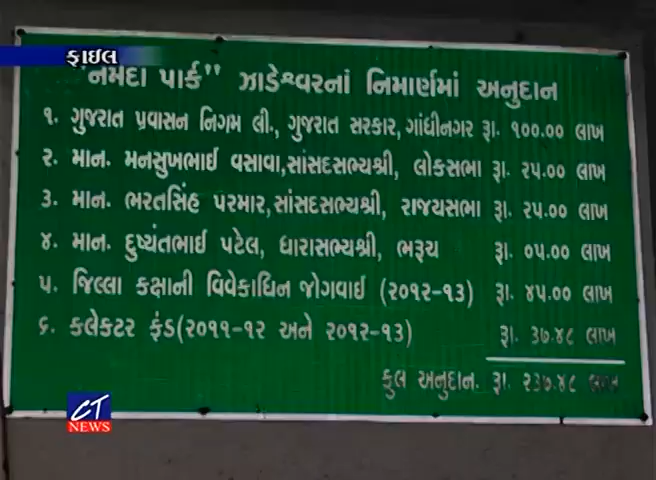 ફાઇલ
"નર્મદા પાર્ક" ઝાડેશ્વરનાં નિમાર્ણમાં અનુદાન
૧. ગુજરાત પ્રવાસન નિગમ લી., ગુજરાત સરકાર, ગાંધીનગર રૂા. ૧૦૦.૦૦ લાખ
૨. માન. મનસુખભાઈ વસાવા,સાંસદસભ્યશ્રી, લોકસભા રૂા. ૨૫.૦૦ લાખ
૩. માન. ભરતસિંહ પરમાર,સાંસદસભ્યશ્રી, રાજયસભા રૂા. ૨૫.૦૦ લાખ
૪. માન. દુષ્યંતભાઈ પટેલ, ધારાસભ્યશ્રી, ભરૂચ રૂા. ૦૫.૦૦ લાખ
૫. જિલ્લા કક્ષાની વિવેકાધિન જોગવાઈ (૨૦૧૨-૧૩) રૂા. ૪૫.૦૦ લાખ
૬. કલેકટર ફંડ(૨૦૧૧-૧૨ અને ૨૦૧૨-૧૩) રૂા. ૩૭.૪૮ લાખ
કુલ અનુદાન. રૂા. ૨૩૭.૪૮ લાખ
CT
NEWS